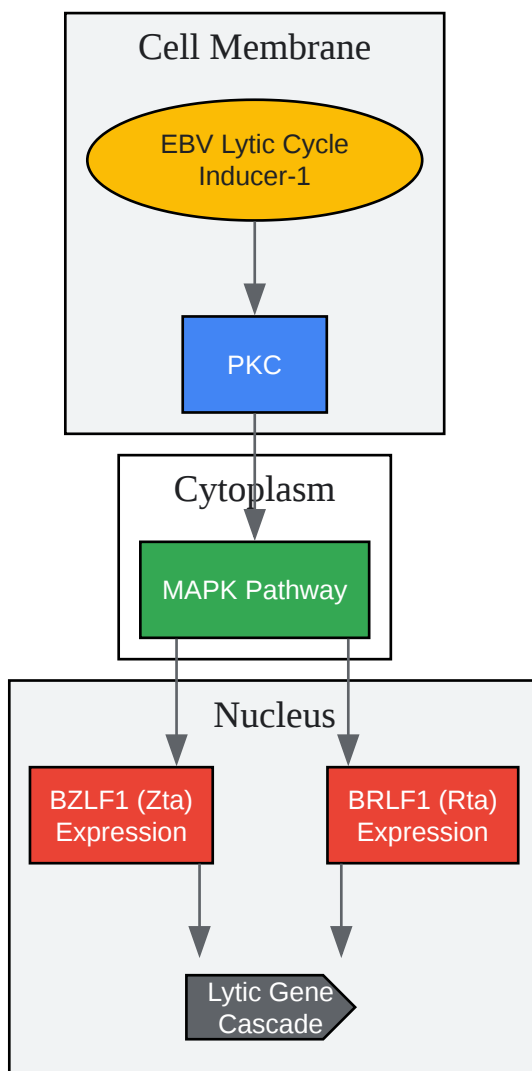 Cell Membrane
EBV Lytic Cycle
Inducer-1
PKC
Cytoplasm
MAPK Pathway
Nucleus
BZLF1 (Zta)
Expression
BRLF1 (Rta)
Expression
Lytic Gene
Cascade